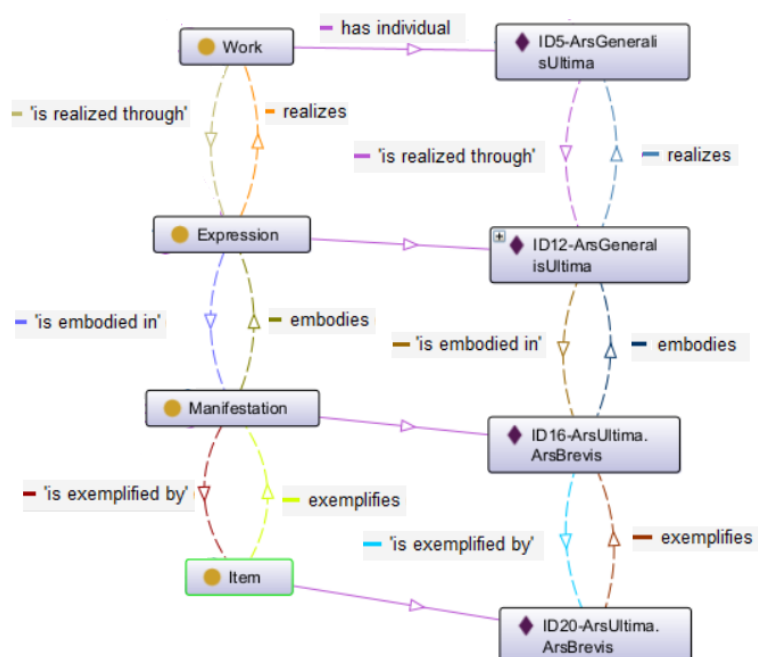 has individual
Work
ID5-ArsGenerali
sUltima
'is realized through'
realizes
'is realized through'
realizes
Expression
ID12-ArsGeneral
isUltima
'is embodied in'
embodies
'is embodied in'
embodies
Manifestation
ID16-ArsUltima.
ArsBrevis
'is exemplified by'
exemplifies
'is exemplified by'
exemplifies
Item
ID20-ArsUltima.
ArsBrevis